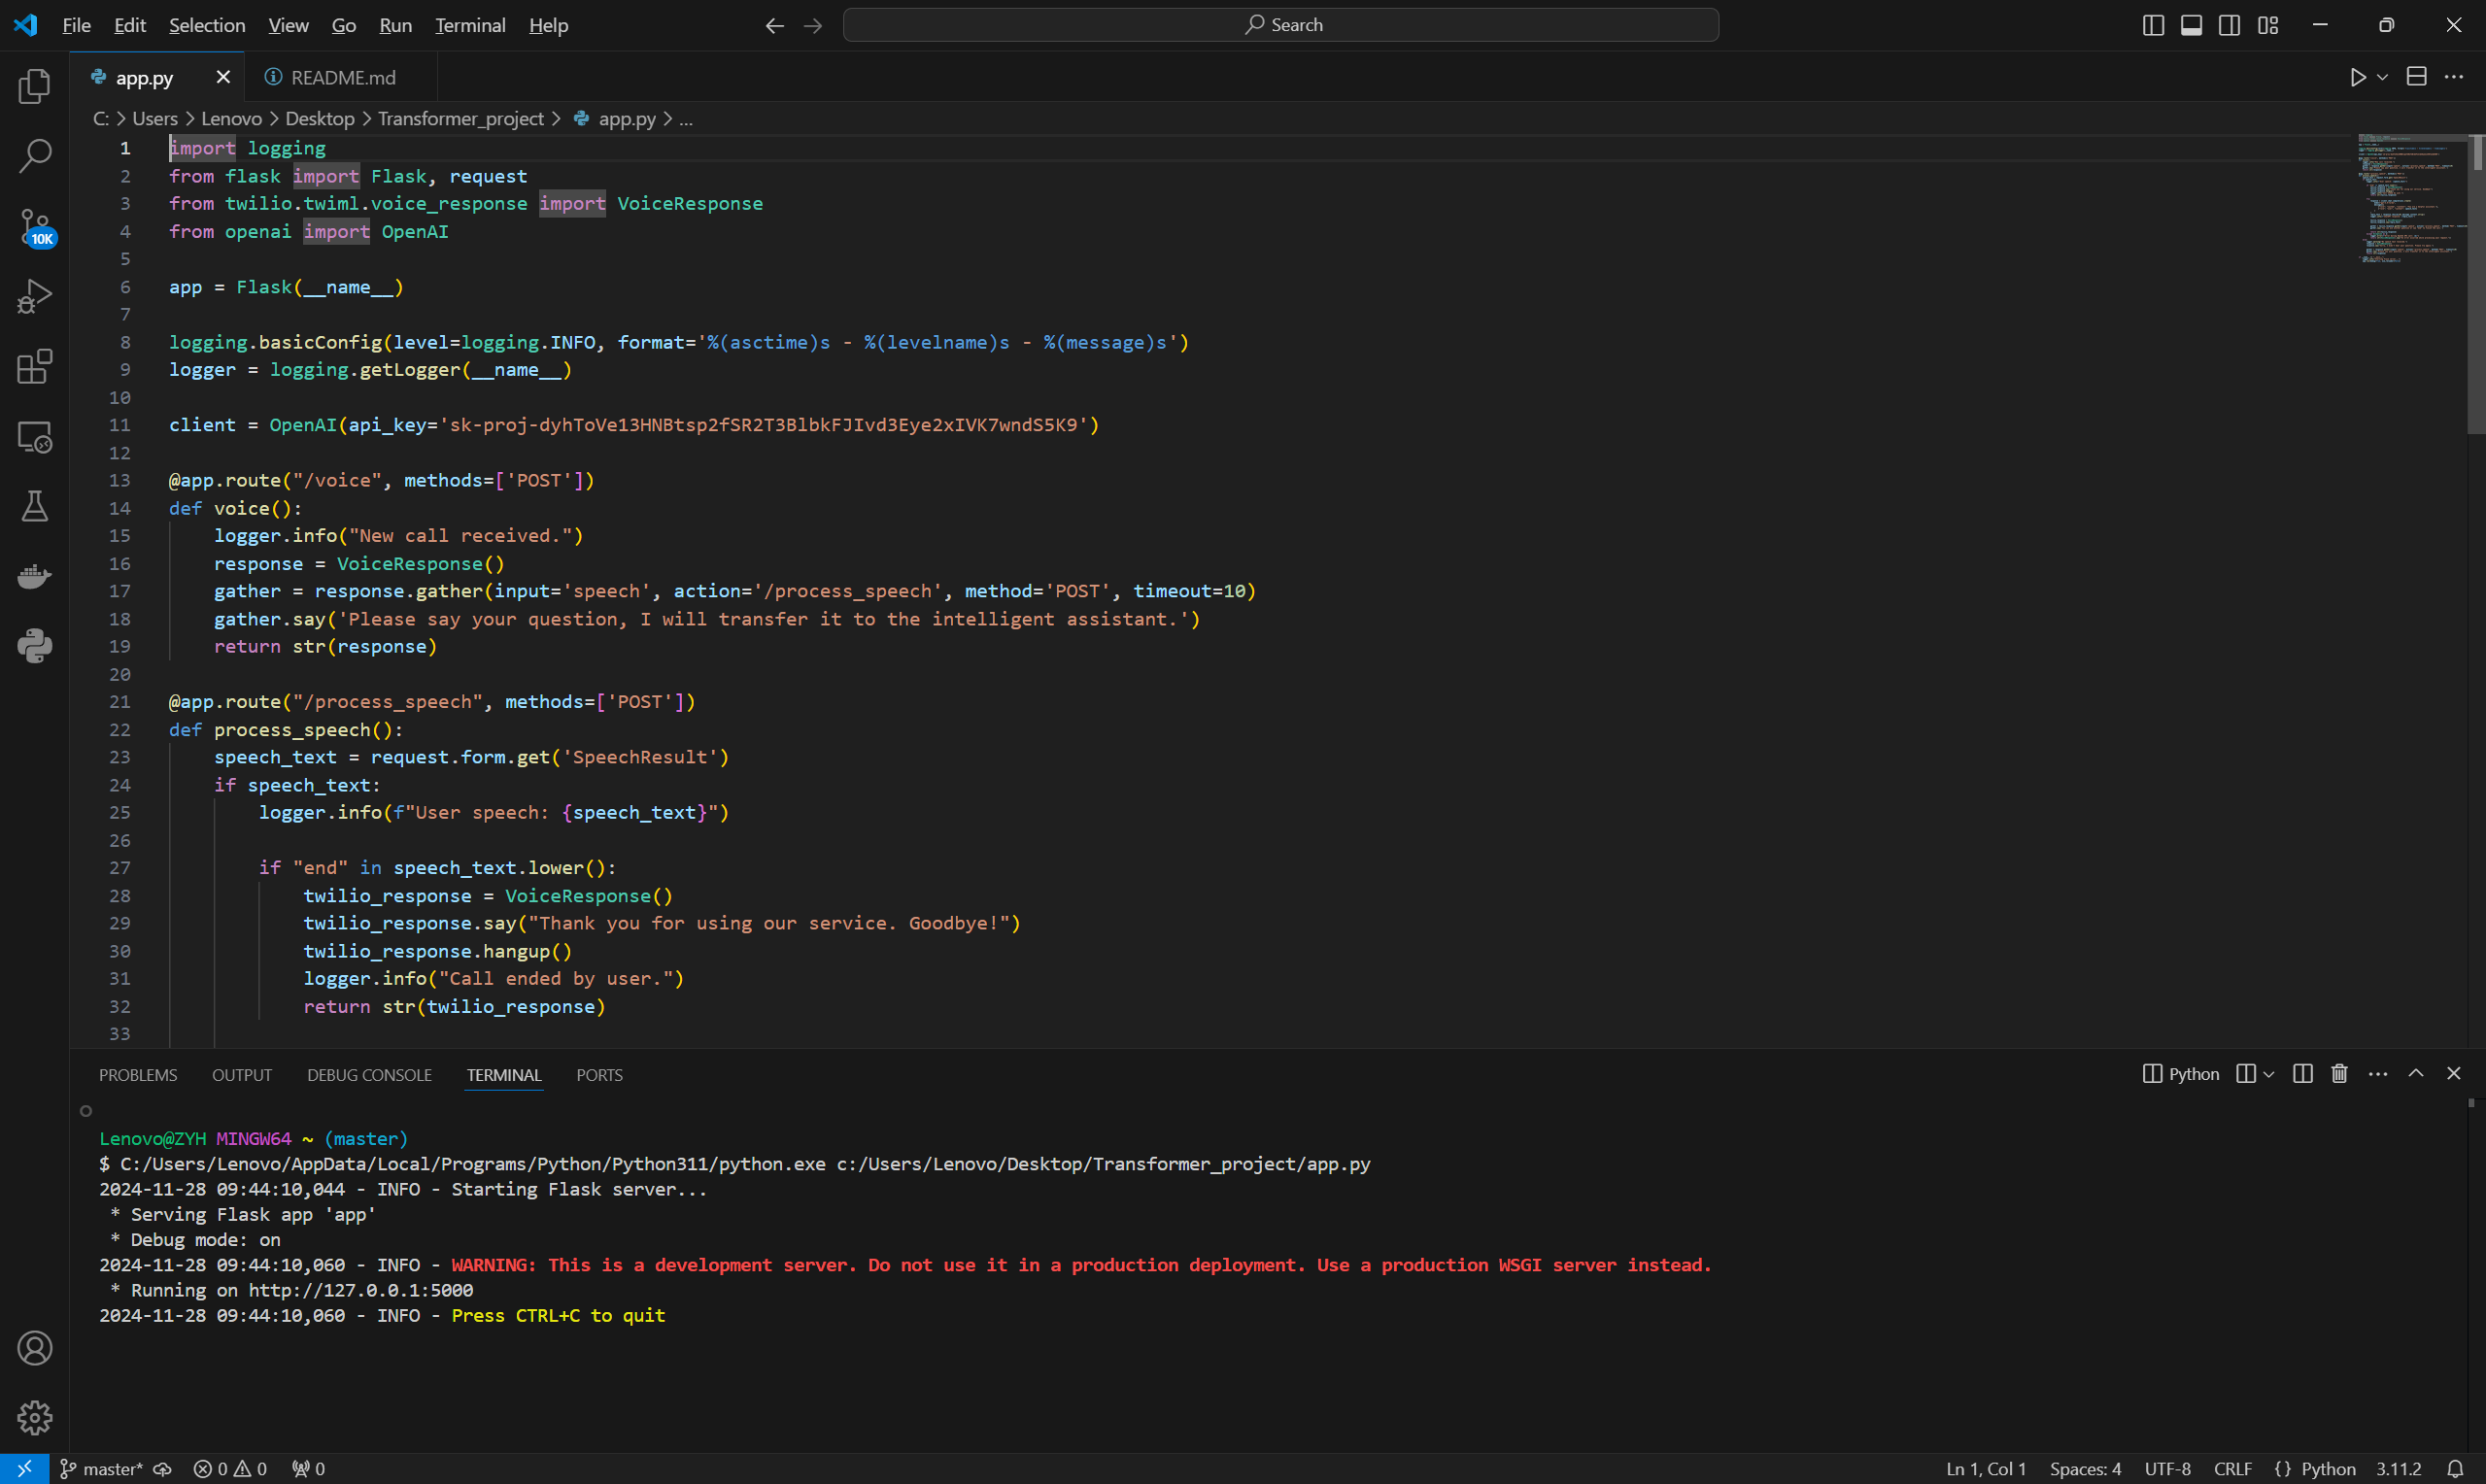 File Edit Selection View Go Run Terminal Help
Search
app.py
README.md
C: > Users > Lenovo > Desktop > Transformer_project > app.py > ...
1 import logging
2 from flask import Flask, request
3 from twilio.twiml.voice_response import VoiceResponse
4 from openai import OpenAI
5
6 app = Flask(__name__)
7
8 logging.basicConfig(level=logging.INFO, format='%(asctime)s - %(levelname)s - %(message)s')
9 logger = logging.getLogger(__name__)
10
11 client = OpenAI(api_key='sk-proj-dyhToVe13HNBtsp2fSR2T3BlbkFJIvd3Eye2xIVK7wndS5K9')
12
13 @app.route("/voice", methods=['POST'])
14 def voice():
15     logger.info("New call received.")
16     response = VoiceResponse()
17     gather = response.gather(input='speech', action='/process_speech', method='POST', timeout=10)
18     gather.say('Please say your question, I will transfer it to the intelligent assistant.')
19     return str(response)
20
21 @app.route("/process_speech", methods=['POST'])
22 def process_speech():
23     speech_text = request.form.get('SpeechResult')
24     if speech_text:
25         logger.info(f"User speech: {speech_text}")
26
27         if "end" in speech_text.lower():
28             twilio_response = VoiceResponse()
29             twilio_response.say("Thank you for using our service. Goodbye!")
30             twilio_response.hangup()
31             logger.info("Call ended by user.")
32             return str(twilio_response)
33
10K
PROBLEMS OUTPUT DEBUG CONSOLE TERMINAL PORTS
Python
Lenovo@ZYH MINGW64 ~ (master)
$ C:/Users/Lenovo/AppData/Local/Programs/Python/Python311/python.exe c:/Users/Lenovo/Desktop/Transformer_project/app.py
2024-11-28 09:44:10,044 - INFO - Starting Flask server...
* Serving Flask app 'app'
* Debug mode: on
2024-11-28 09:44:10,060 - INFO - WARNING: This is a development server. Do not use it in a production deployment. Use a production WSGI server instead.
* Running on http://127.0.0.1:5000
2024-11-28 09:44:10,060 - INFO - Press CTRL+C to quit
master* 0 0 0
Ln 1, Col 1 Spaces: 4 UTF-8 CRLF {} Python 3.11.2